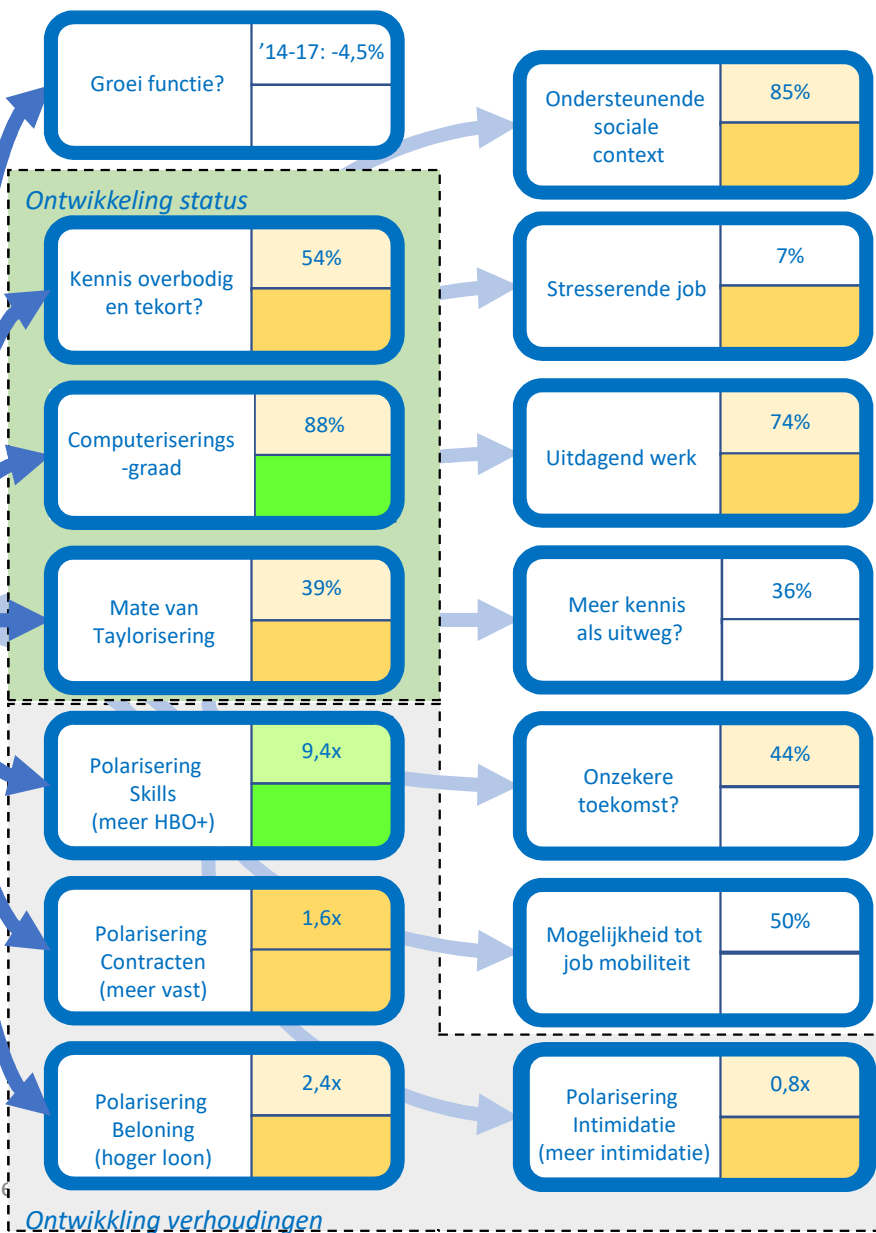 Groei functie?
’14-17: -4,5%
Ontwikkeling status
Kennis overbodig
en tekort?
54%
Computeriserings
-graad
88%
Mate van
Taylorisering
39%
Polarisering
Skills
(meer HBO+)
9,4x
Polarisering
Contracten
(meer vast)
1,6x
Polarisering
Beloning
(hoger loon)
2,4x
Ontwikkling verhoudingen
Ondersteunende
sociale
context
85%
Stresserende job
7%
Uitdagend werk
74%
Meer kennis
als uitweg?
36%
Onzekere
toekomst?
44%
Mogelijkheid tot
job mobiliteit
50%
Polarisering
Intimidatie
(meer intimidatie)
0,8x